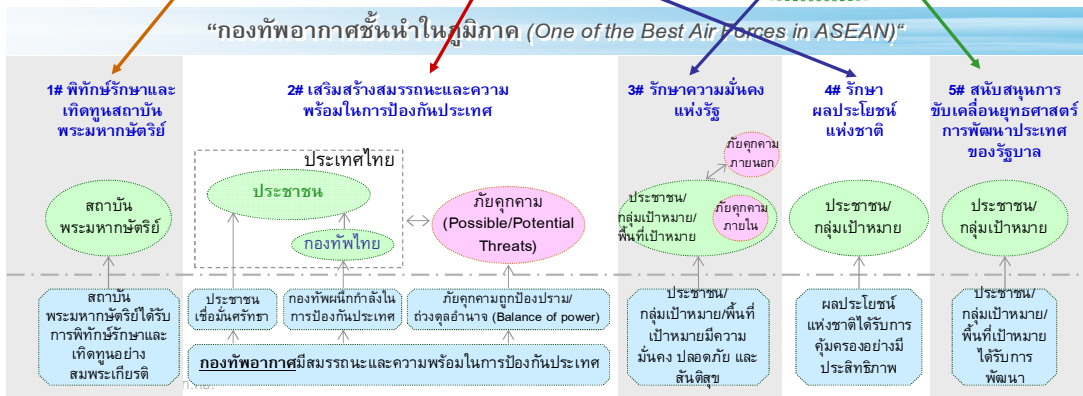 “กองทัพอากาศชั้นนำในภูมิภาค (One of the Best Air Forces in ASEAN)“
1# พิทักษ์รักษาและ
เทิดทูนสถาบัน
พระมหากษัตริย์
2# เสริมสร้างสมรรถนะและความ
พร้อมในการป้องกันประเทศ
3# รักษาความมั่นคง
แห่งรัฐ
4# รักษา
ผลประโยชน์
แห่งชาติ
5# สนับสนุนการ
ขับเคลื่อนยุทธศาสตร์
การพัฒนาประเทศ
ของรัฐบาล
สถาบัน
พระมหากษัตริย์
ประเทศไทย
ประชาชน
กองทัพไทย
ภัยคุกคาม
(Possible/Potential
Threats)
ภัยคุกคาม
ภายนอก
ประชาชน/
กลุ่มเป้าหมาย/
พื้นที่เป้าหมาย
ภัยคุกคาม
ภายใน
ประชาชน/
กลุ่มเป้าหมาย
ประชาชน/
กลุ่มเป้าหมาย
สถาบัน
พระมหากษัตริย์ได้รับ
การพิทักษ์รักษาและ
เทิดทูนอย่าง
สมพระเกียรติ
ประชาชน
เชื่อมั่นศรัทธา
กองทัพผนึกกำลังใน
การป้องกันประเทศ
ภัยคุกคามถูกป้องปราม/
ถ่วงดุลอำนาจ (Balance of power)
กองทัพอากาศมีสมรรถนะและความพร้อมในการป้องกันประเทศ
ประชาชน/
กลุ่มเป้าหมาย/พื้นที่
เป้าหมายมีความ
มั่นคง ปลอดภัย และ
สันติสุข
ผลประโยชน์
แห่งชาติได้รับการ
คุ้มครองอย่างมี
ประสิทธิภาพ
ประชาชน/
กลุ่มเป้าหมาย/
พื้นที่เป้าหมาย
ได้รับการ
พัฒนา